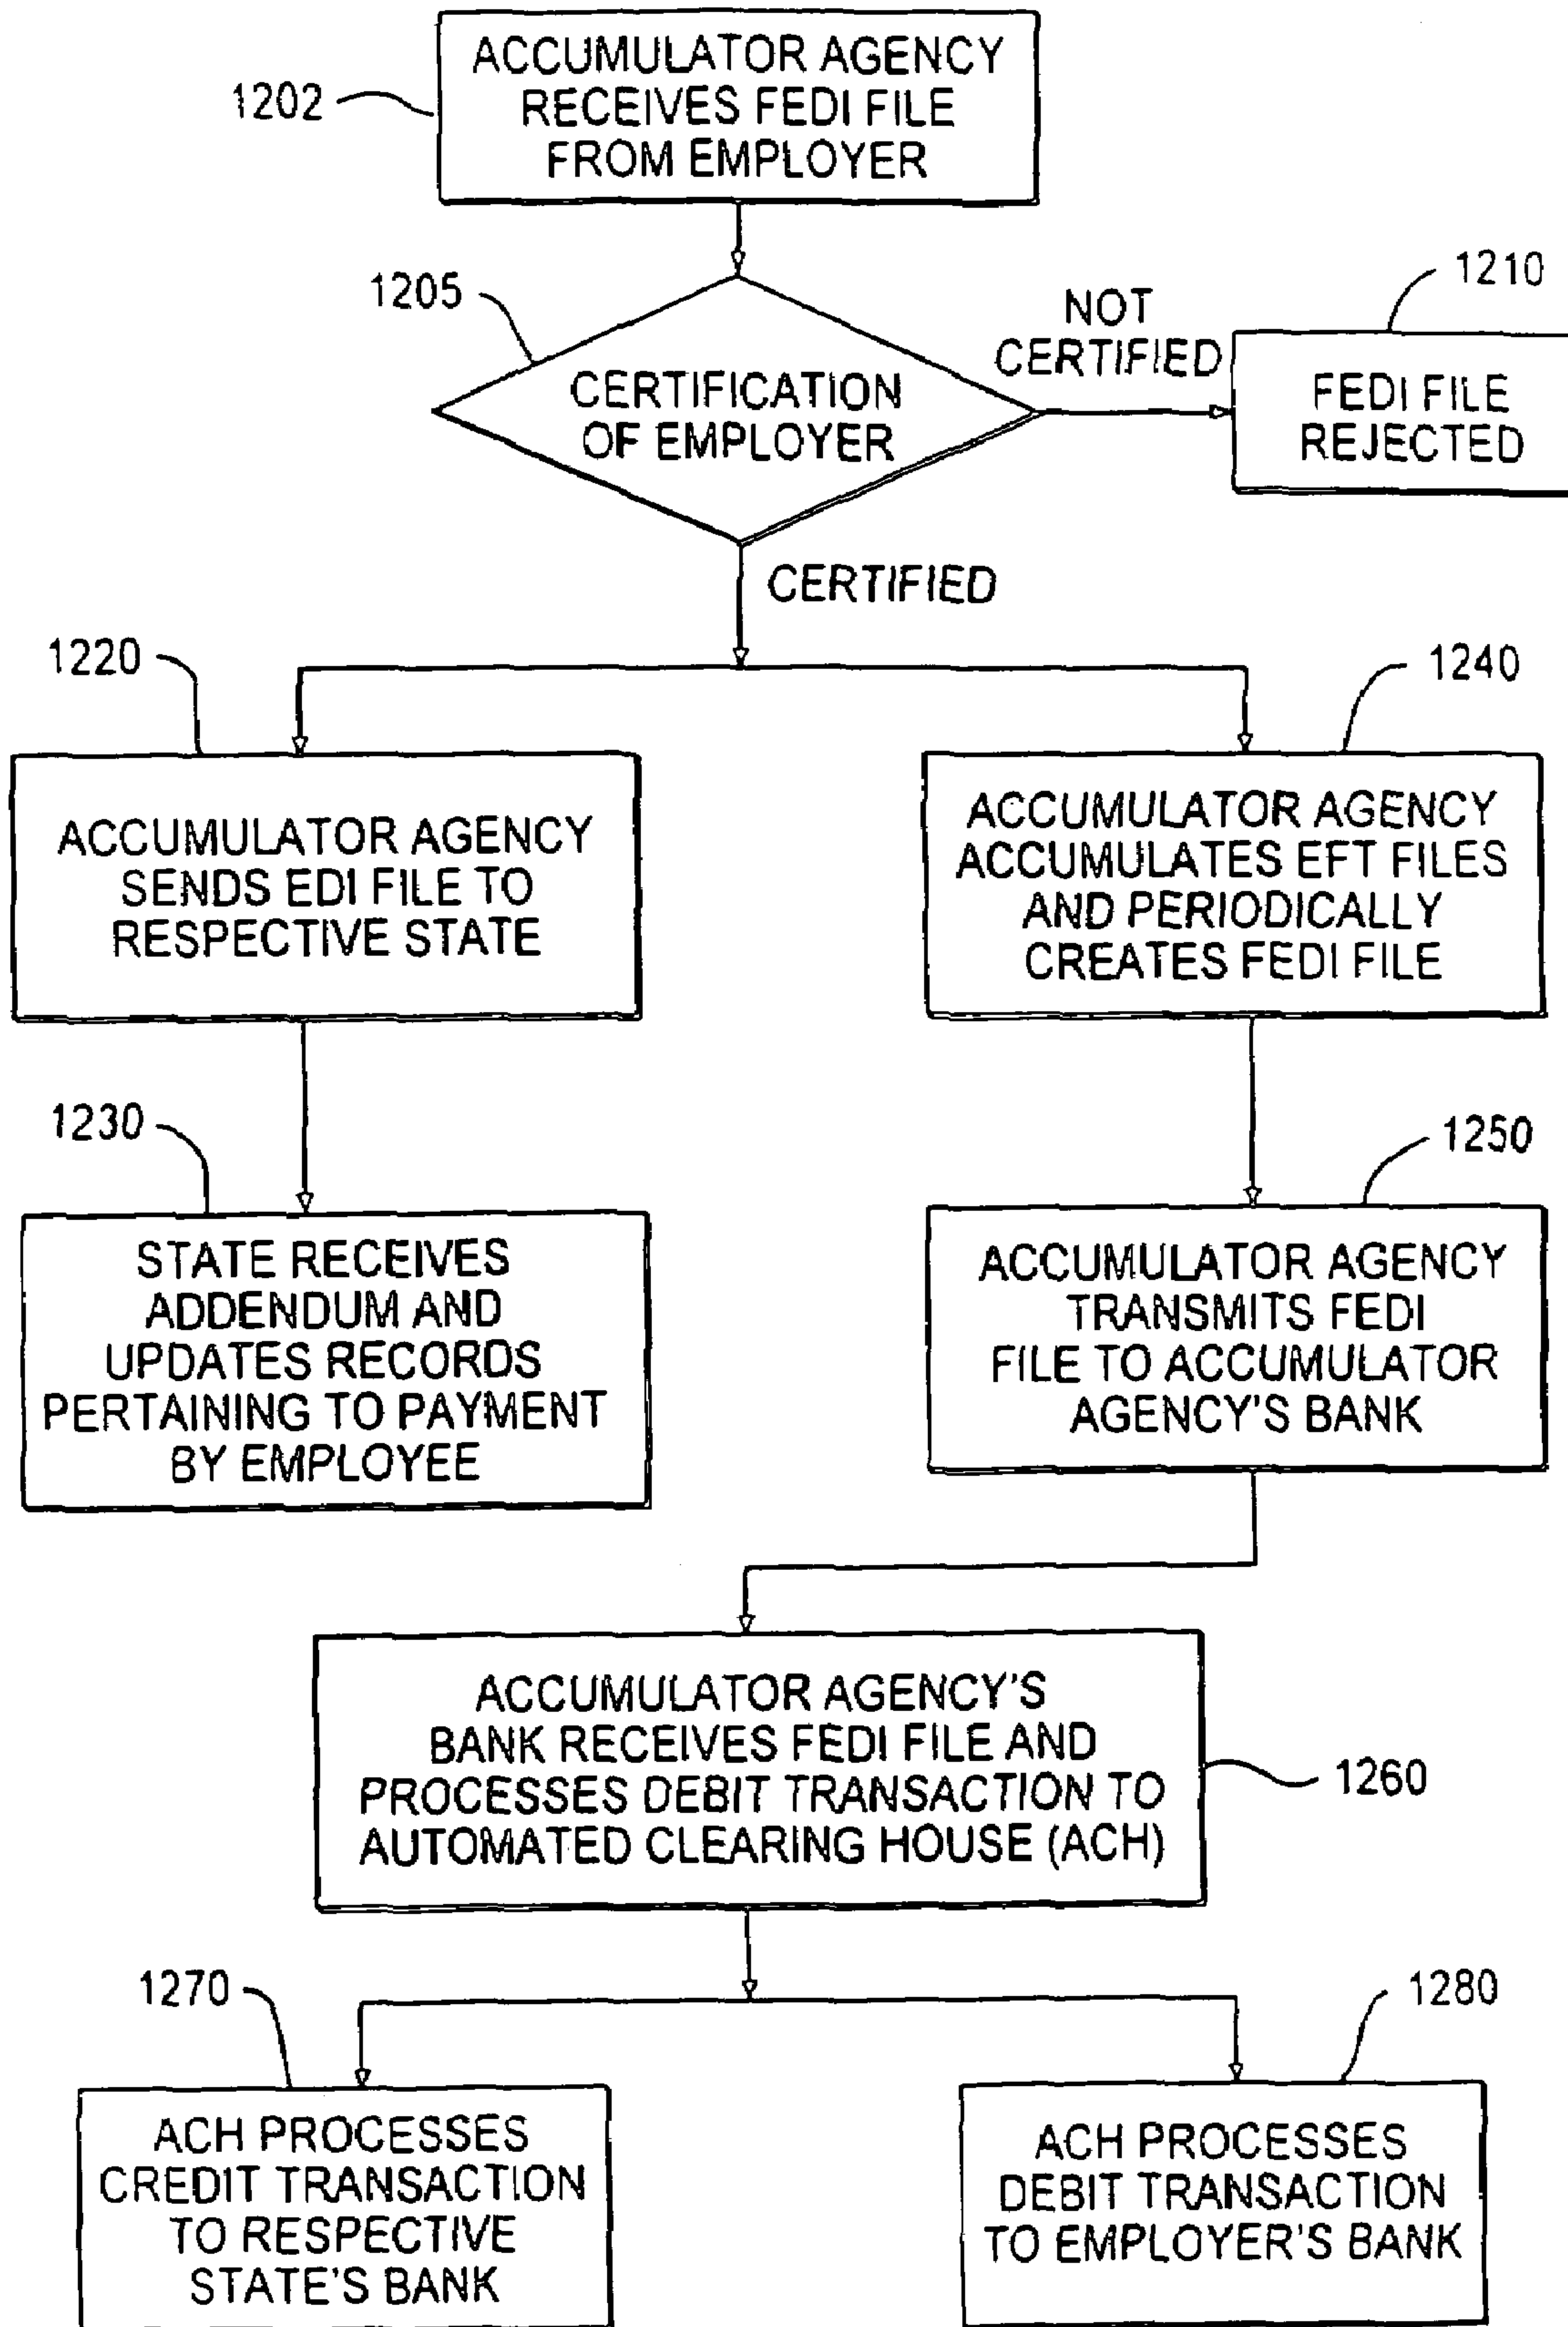 ACCUMULATOR AGENCY
RECEIVES FEDI FILE
FROM EMPLOYER
1202
1205
CERTIFICATION
OF EMPLOYER
NOT
CERTIFIED
1210
FEDI FILE
REJECTED
CERTIFIED
1220
ACCUMULATOR AGENCY
SENDS EDI FILE TO
RESPECTIVE STATE
1240
ACCUMULATOR AGENCY
ACCUMULATES EFT FILES
AND PERIODICALLY
CREATES FEDI FILE
1230
STATE RECEIVES
ADDENDUM AND
UPDATES RECORDS
PERTAINING TO PAYMENT
BY EMPLOYEE
1250
ACCUMULATOR AGENCY
TRANSMITS FEDI
FILE TO ACCUMULATOR
AGENCY'S BANK
ACCUMULATOR AGENCY'S
BANK RECEIVES FEDI FILE AND
PROCESSES DEBIT TRANSACTION TO
AUTOMATED CLEARING HOUSE (ACH)
1260
1270
ACH PROCESSES
CREDIT TRANSACTION
TO RESPECTIVE
STATE'S BANK
1280
ACH PROCESSES
DEBIT TRANSACTION
TO EMPLOYER'S BANK